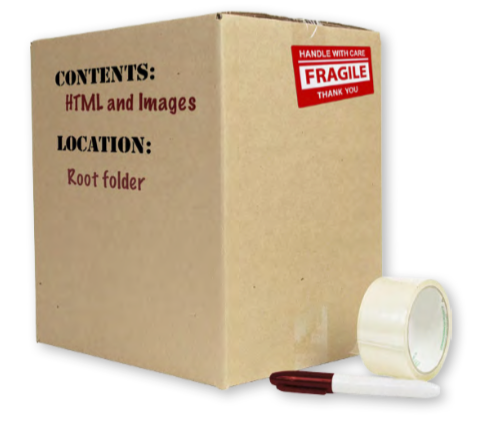 CONTENTS:
HTML and Images
LOCATION:
Root folder
HANDLE WITH CARE
FRAGILE
THANK YOU